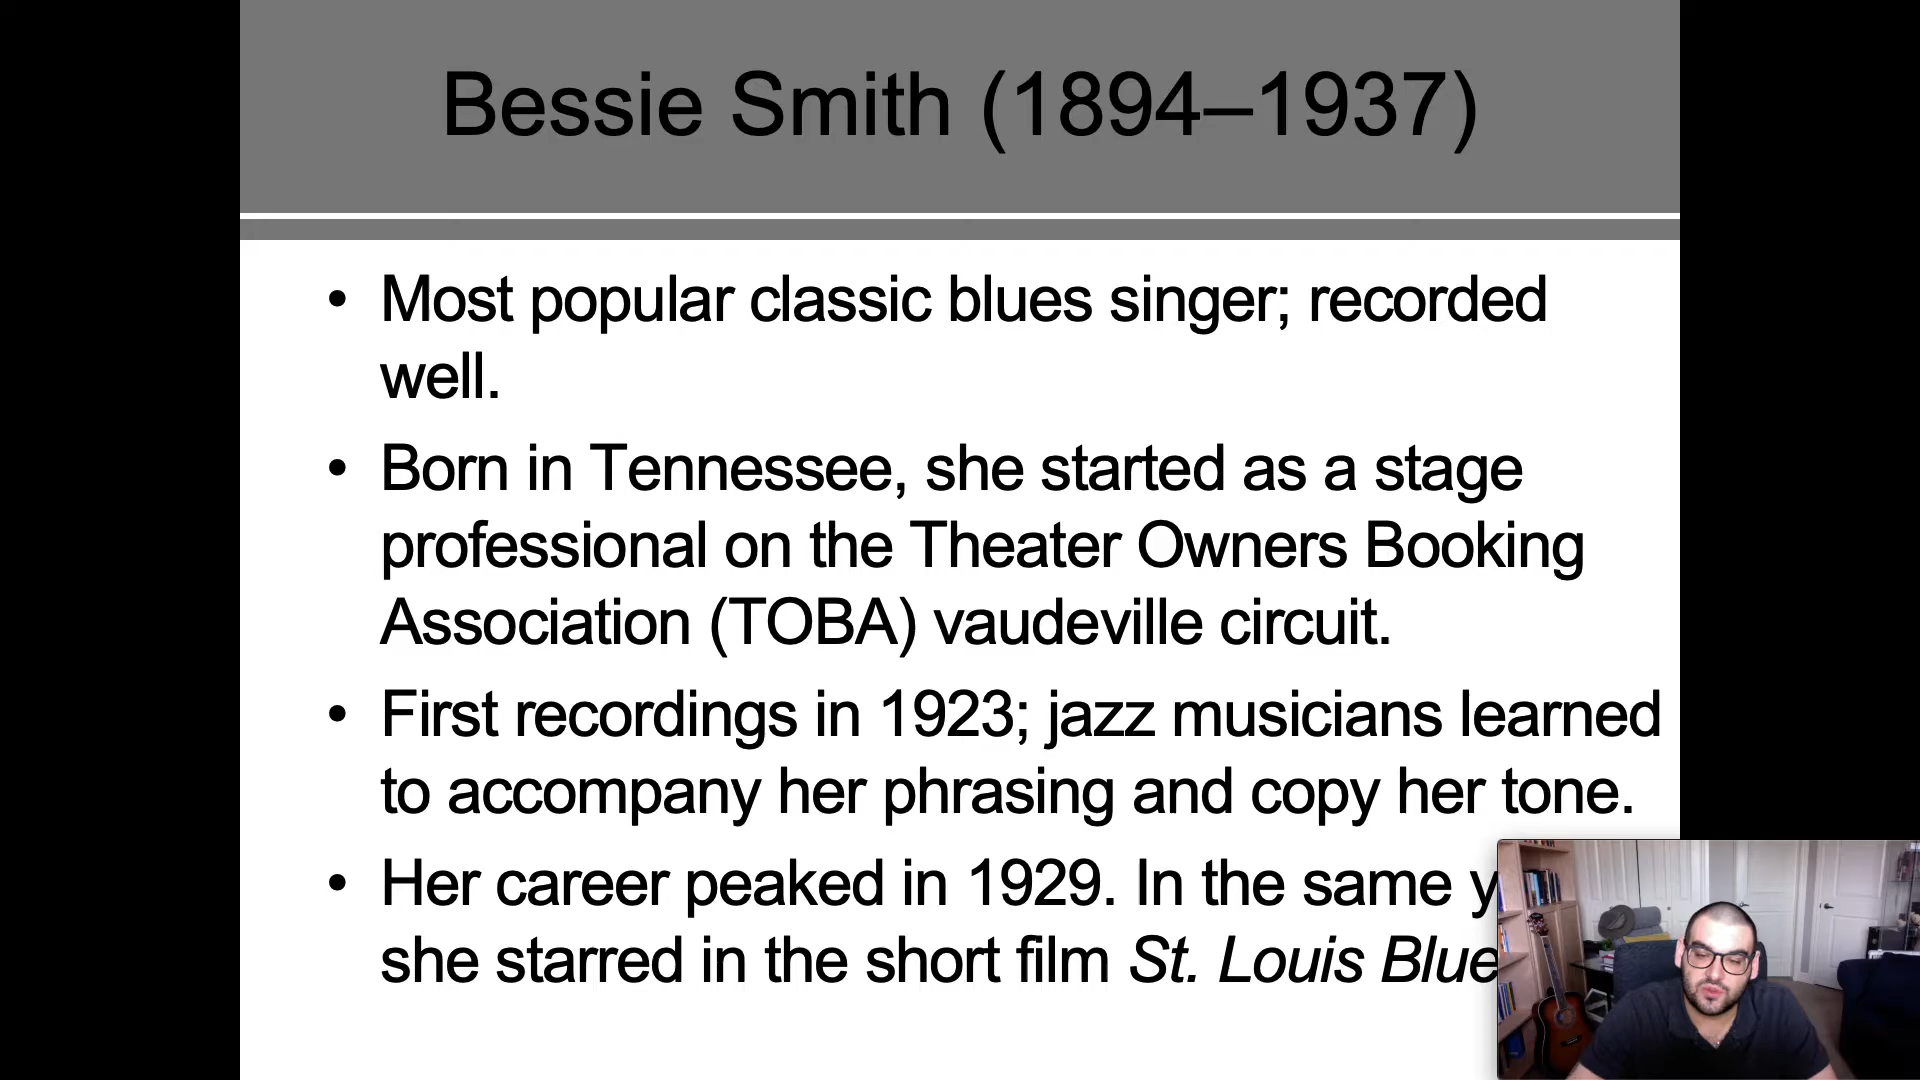 Bessie Smith (1894–1937)
• Most popular classic blues singer; recorded
well.
• Born in Tennessee, she started as a stage
professional on the Theater Owners Booking
Association (TOBA) vaudeville circuit.
• First recordings in 1923; jazz musicians learned
to accompany her phrasing and copy her tone.
• Her career peaked in 1929. In the same y
she starred in the short film St. Louis Blue